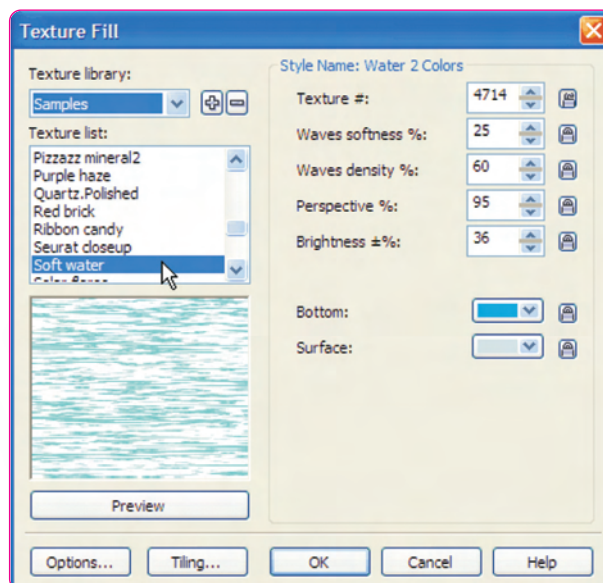 Texture Fill
Texture library:
Samples
Texture list:
Pizzazz mineral2
Purple haze
Quartz.Polished
Red brick
Ribbon candy
Seurat closeup
Soft water
Preview
Style Name: Water 2 Colors
Texture #: 4714
Waves softness %: 25
Waves density %: 60
Perspective %: 95
Brightness ±%: 36
Bottom:
Surface:
Options... Tiling... OK Cancel Help